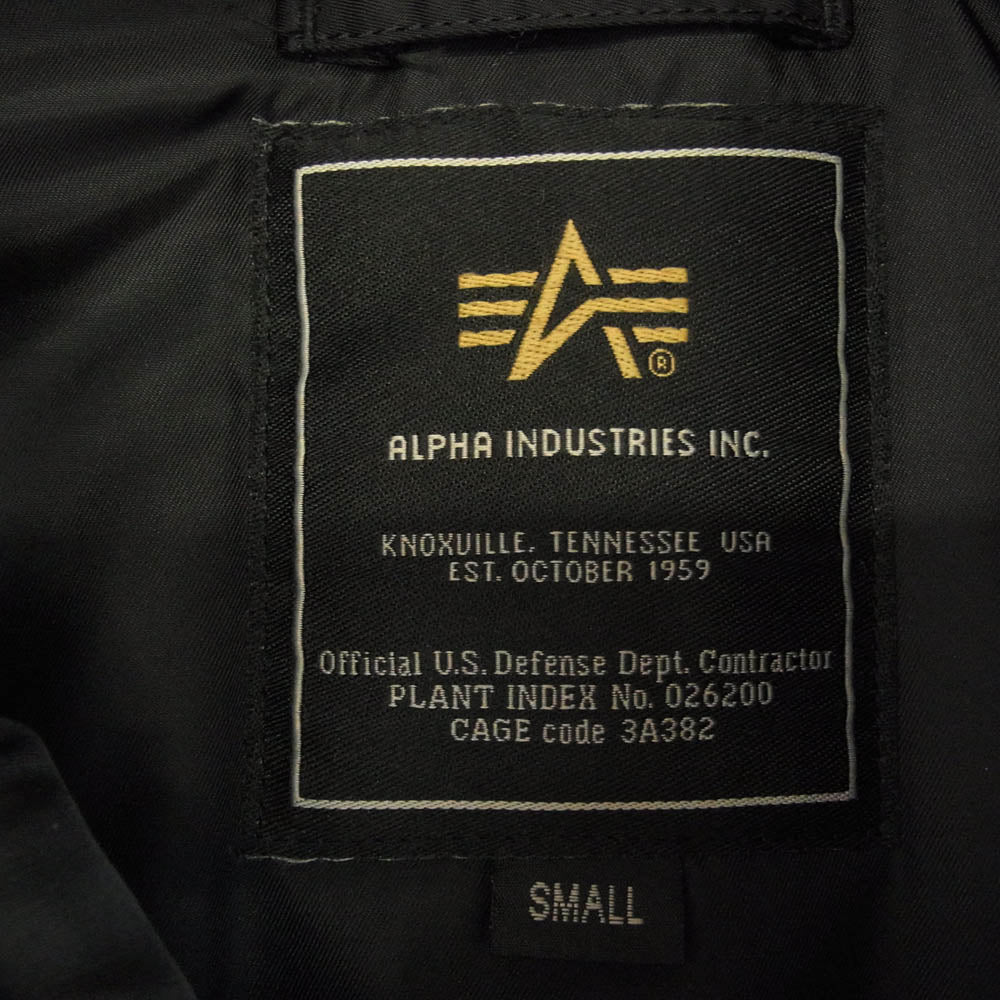 ®
ALPHA INDUSTRIES INC.
KNOXVILLE, TENNESSEE USA
EST. OCTOBER 1959
Official U.S. Defense Dept. Contractor
PLANT INDEX No. 026200
CAGE code 3A382
SMALL